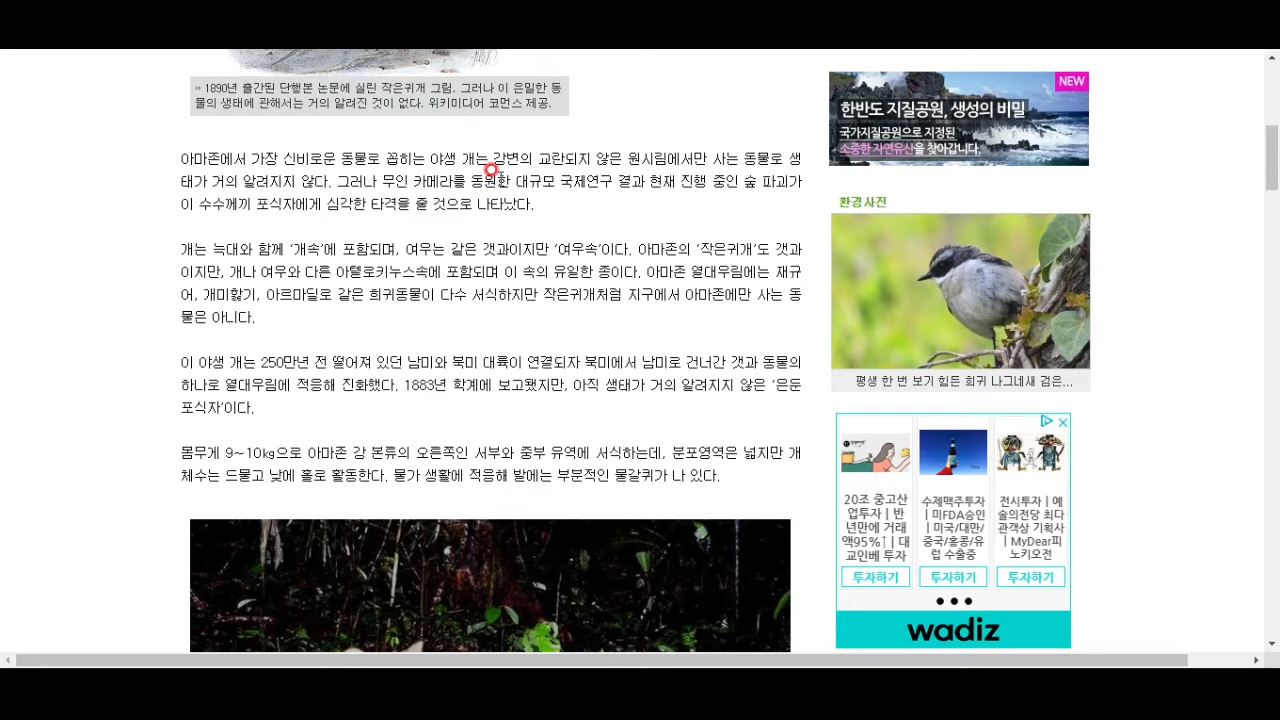 » 1890년 출간된 단행본 논문에 실린 작은귀개 그림. 그러나 이 은밀한 동
물의 생태에 관해서는 거의 알려진 것이 없다. 위키미디어 코먼스 제공.
아마존에서 가장 신비로운 동물로 꼽히는 야생 개는 강변의 교란되지 않은 원시림에서만 사는 동물로 생
태가 거의 알려지지 않다. 그러나 무인 카메라를 동원한 대규모 국제연구 결과 현재 진행 중인 숲 파괴가
이 수수께끼 포식자에게 심각한 타격을 줄 것으로 나타났다.
개는 늑대와 함께 ‘개속’에 포함되며, 여우는 같은 갯과이지만 ‘여우속’이다. 아마존의 ‘작은귀개’도 갯과
이지만, 개나 여우와 다른 아텔로키누스속에 포함되며 이 속의 유일한 종이다. 아마존 열대우림에는 재규
어, 개미핥기, 아르마딜로 같은 희귀동물이 다수 서식하지만 작은귀개처럼 지구에서 아마존에만 사는 동
물은 아니다.
이 야생 개는 250만년 전 떨어져 있던 남미와 북미 대륙이 연결되자 북미에서 남미로 건너간 갯과 동물의
하나로 열대우림에 적응해 진화했다. 1883년 학계에 보고됐지만, 아직 생태가 거의 알려지지 않은 ‘은둔
포식자’이다.
몸무게 9～10㎏으로 아마존 강 본류의 오른쪽인 서부와 중부 유역에 서식하는데, 분포영역은 넓지만 개
체수는 드물고 낮에 홀로 활동한다. 물가 생활에 적응해 발에는 부분적인 물갈퀴가 나 있다.
NEW
한반도 지질공원, 생성의 비밀
국가지질공원으로 지정된
소중한 자연유산을 찾아갑니다.
환경사진
평생 한 번 보기 힘든 희귀 나그네새 검은...
20조 중고산
업투자 | 반
년만에 거래
액95%↑ | 대
교인베 투자
투자하기
수제맥주투자
| 미FDA승인
| 미국/대만/
중국/홍콩/유
럽 수출중
투자하기
전시투자 | 예
술의전당 최다
관객상 기획사
| MyDear피
노키오전
투자하기
wadiz